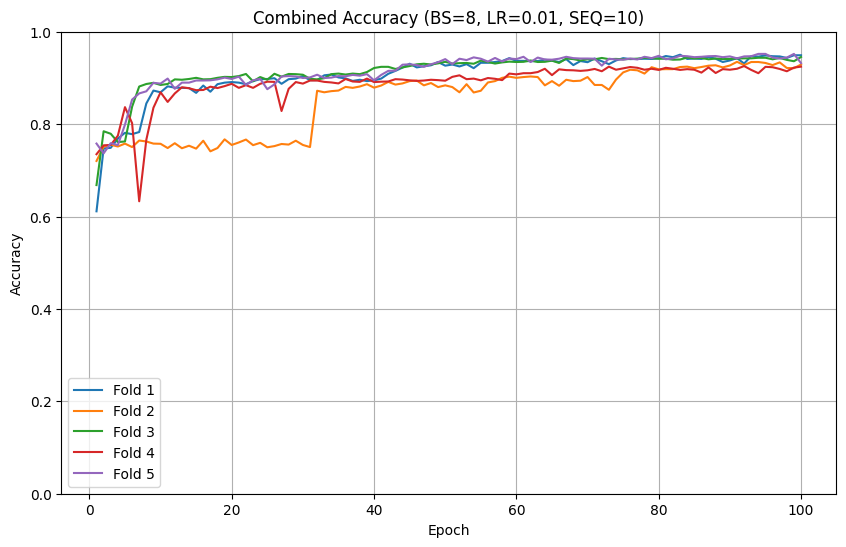 Combined Accuracy (BS=8, LR=0.01, SEQ=10)
Accuracy
1.0
0.8
0.6
0.4
0.2
0.0
Fold 1
Fold 2
Fold 3
Fold 4
Fold 5
0 20 40 60 80 100
Epoch